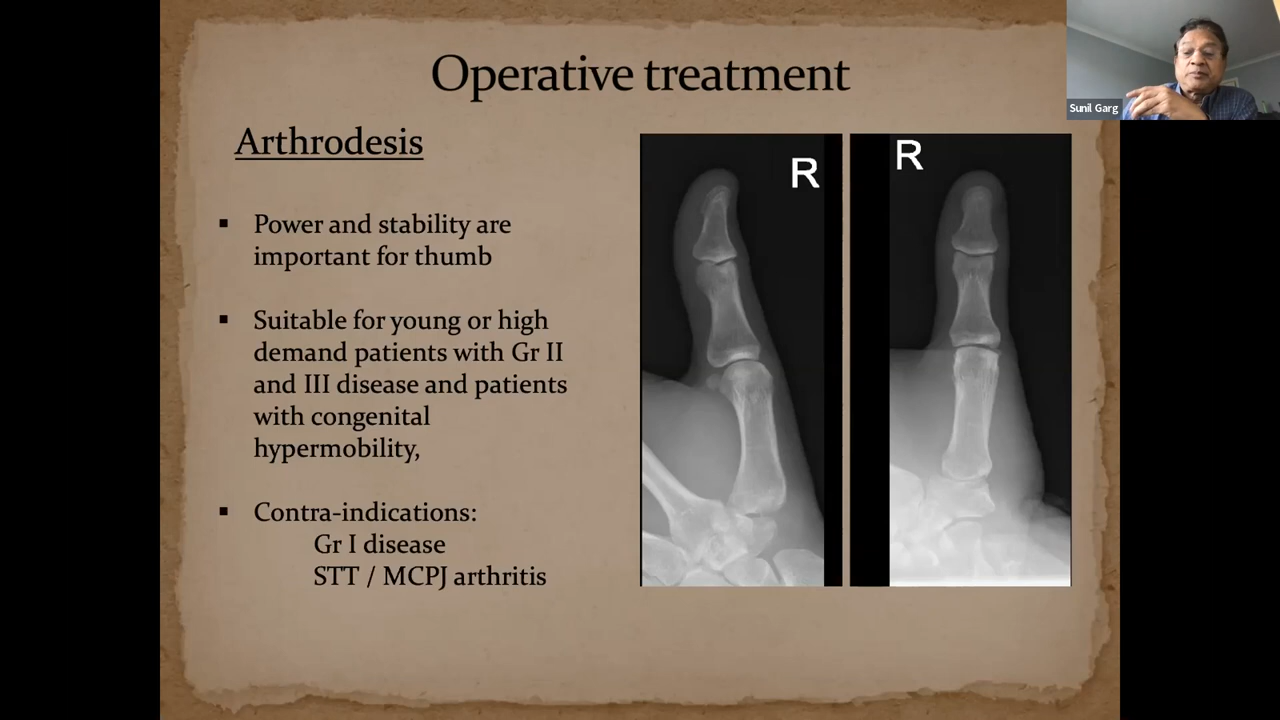 Operative treatment
Sunil Garg
Arthrodesis
▪ Power and stability are
important for thumb
▪ Suitable for young or high
demand patients with Gr II
and III disease and patients
with congenital
hypermobility,
▪ Contra-indications:
Gr I disease
STT / MCPJ arthritis
R
R